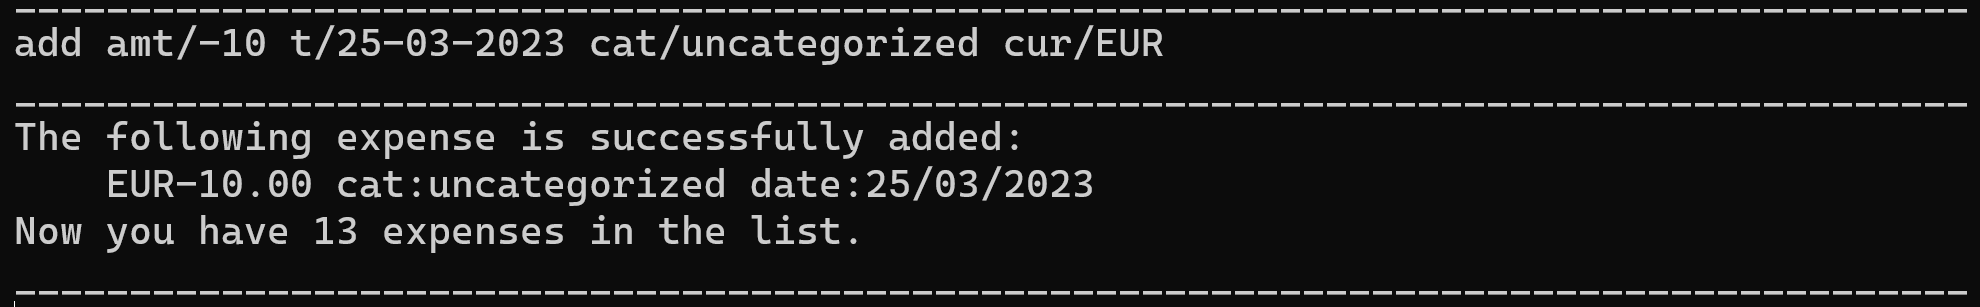 --------------------------------------------------------------------------------------
add amt/-10 t/25-03-2023 cat/uncategorized cur/EUR
--------------------------------------------------------------------------------------
The following expense is successfully added:
    EUR-10.00 cat:uncategorized date:25/03/2023
Now you have 13 expenses in the list.
--------------------------------------------------------------------------------------